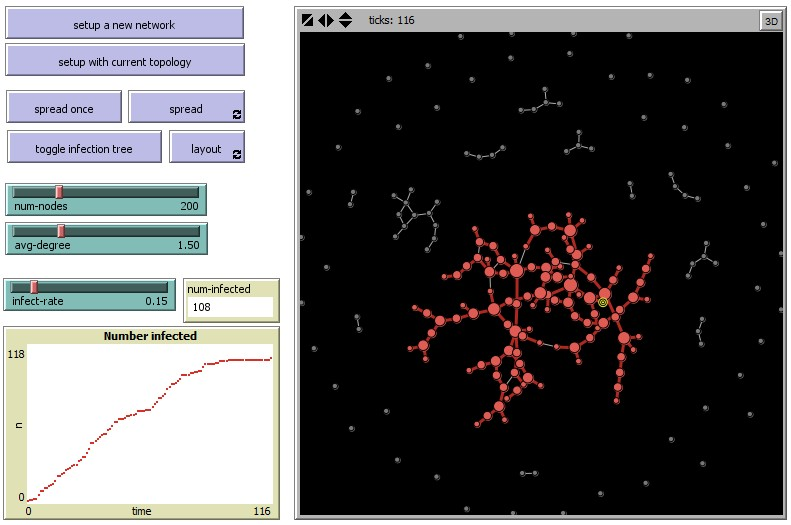 setup a new network
setup with current topology
spread once
spread
toggle infection tree
layout
num-nodes 200
avg-degree 1.50
infect-rate 0.15
num-infected
108
Number infected
118
n
0
0 time 116
ticks: 116
3D